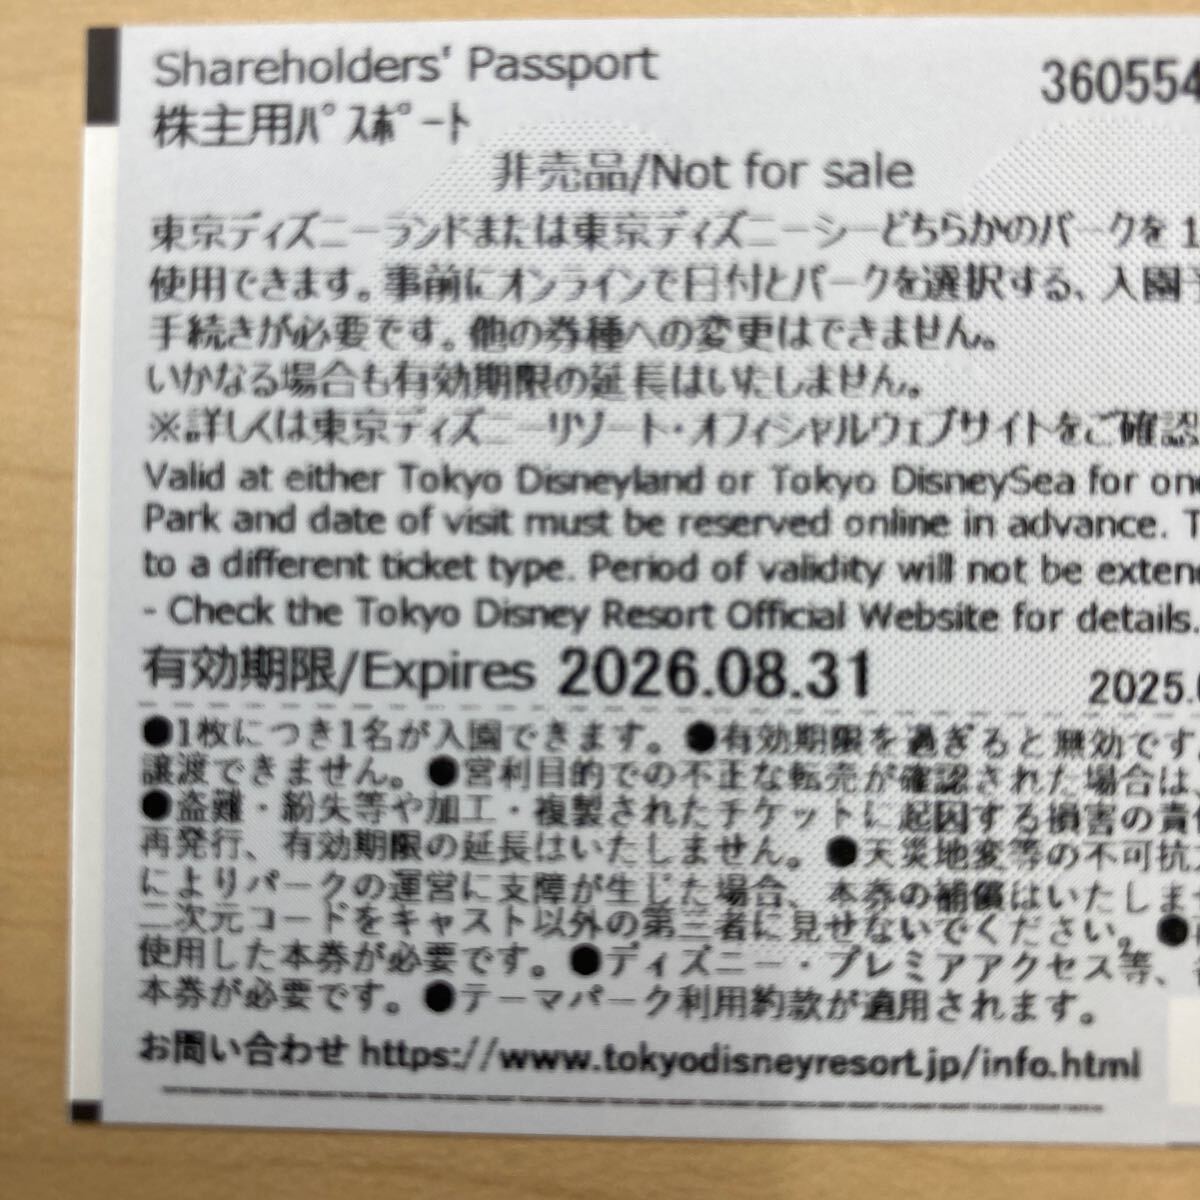 Shareholders' Passport
360554
株主用パスポート
非売品/Not for sale
東京ディズニーランドまたは東京ディズニーシーどちらかのパークを 1
使用できます。事前にオンラインで日付とパークを選択する、入園
手続きが必要です。他の券種への変更はできません。
いかなる場合も有効期限の延長はいたしません。
※詳しくは東京ディズニーリゾート・オフィシャルウェブサイトをご確認
Valid at either Tokyo Disneyland or Tokyo DisneySea for one
Park and date of visit must be reserved online in advance. T
to a different ticket type. Period of validity will not be extend
- Check the Tokyo Disney Resort Official Website for details.
有効期限/Expires 2026.08.31
2025.
●1枚につき1名が入園できます。●有効期限を過ぎると無効です
譲渡できません。●営利目的での不正な転売が確認された場合は、
●盗難・紛失等や加工・複製されたチケットに起因する損害の責
再発行、有効期限の延長はいたしません。●天災地変等の不可抗
によりパークの運営に支障が生じた場合、本券の補償はいたしま
二次元コードをキャスト以外の第三者に見せないでください。●
使用した本券が必要です。●ディズニー・プレミアアクセス等、
本券が必要です。●テーマパーク利用約款が適用されます。
お問い合わせ https://www.tokyodisneyresort.jp/info.html